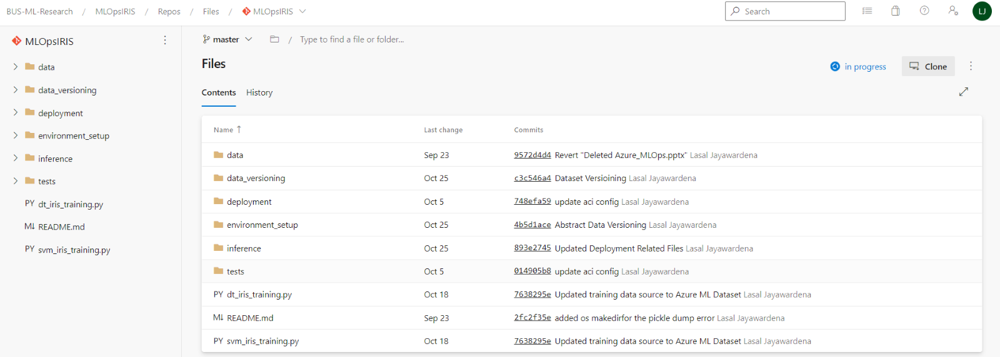 BUS-ML-Research / MLOpsIRIS / Repos / Files / MLOpsIRIS
Search
LJ
MLOpsIRIS
data
data_versioning
deployment
environment_setup
inference
tests
PY dt_iris_training.py
M↓ README.md
PY svm_iris_training.py
master / Type to find a file or folder...
Files
in progress
Clone
Contents History
Name ↑ Last change Commits
data Sep 23 9572d4d4 Revert "Deleted Azure_MLOps.pptx" Lasal Jayawardena
data_versioning Oct 25 c3c546a4 Dataset Versioining Lasal Jayawardena
deployment Oct 5 748efa59 update aci config Lasal Jayawardena
environment_setup Oct 25 4b5d1ace Abstract Data Versioning Lasal Jayawardena
inference Oct 25 893e2745 Updated Deployment Related Files Lasal Jayawardena
tests Oct 5 014905b8 update aci config Lasal Jayawardena
PY dt_iris_training.py Oct 18 7638295e Updated training data source to Azure ML Dataset Lasal Jayawardena
M↓ README.md Sep 23 2fc2f35e added os makedirfor the pickle dump error Lasal Jayawardena
PY svm_iris_training.py Oct 18 7638295e Updated training data source to Azure ML Dataset Lasal Jayawardena